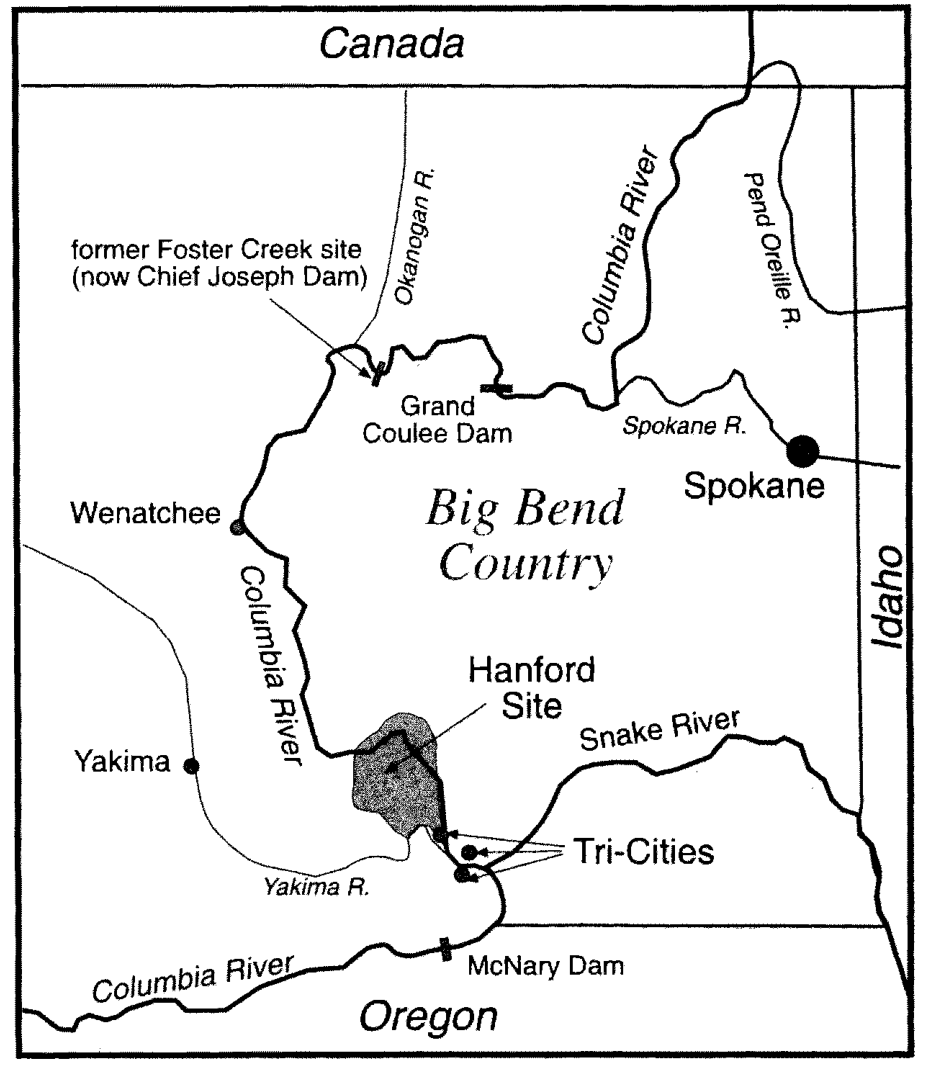 Canada
Columbia River
Pend Oreille R.
Okanogan R.
former Foster Creek site
(now Chief Joseph Dam)
Grand
Coulee Dam
Spokane R.
Spokane
Wenatchee
Big Bend
Country
Idaho
Columbia River
Hanford
Site
Snake River
Yakima
Tri-Cities
Yakima R.
Columbia River
McNary Dam
Oregon